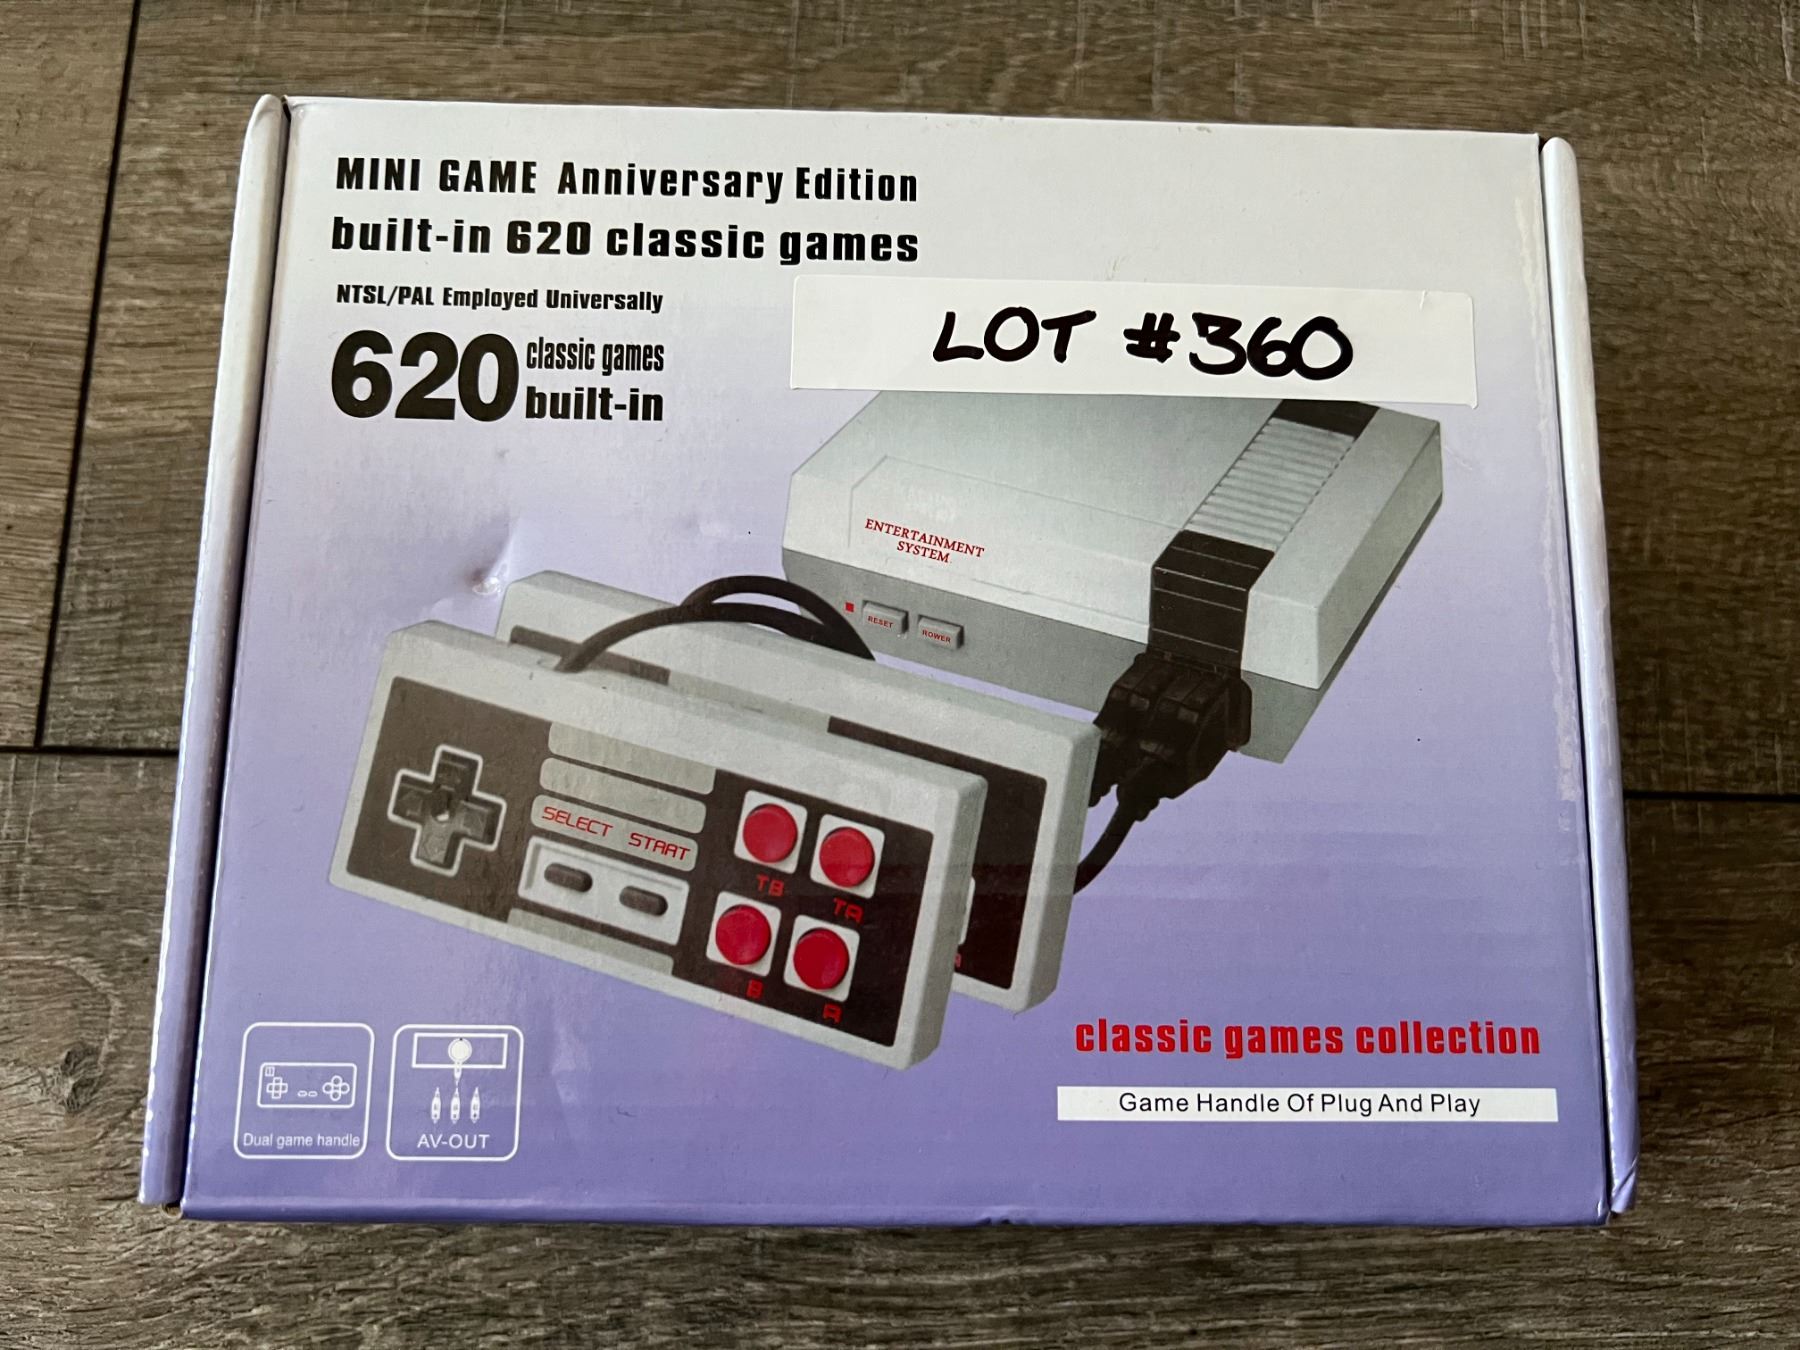 MINI GAME Anniversary Edition
built-in 620 classic games
NTSL/PAL Employed Universally
620 classic games
built-in
LOT #360
ENTERTAINMENT
SYSTEM
RESET
ROWER
SELECT START
TB
TA
B
A
A
classic games collection
Game Handle Of Plug And Play
Dual game handle
AV-OUT